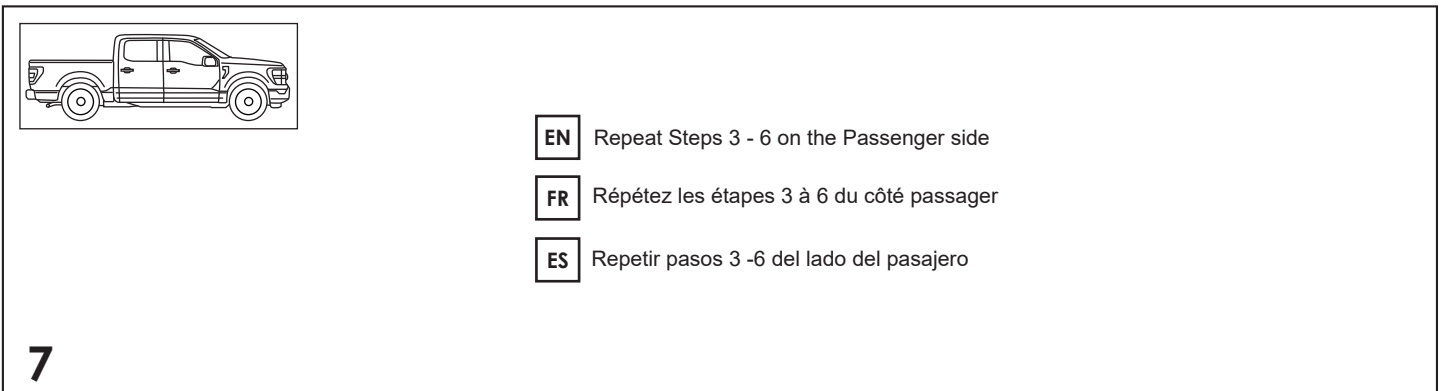 EN Repeat Steps 3 - 6 on the Passenger side
FR Répétez les étapes 3 à 6 du côté passager
ES Repetir pasos 3 -6 del lado del pasajero
7